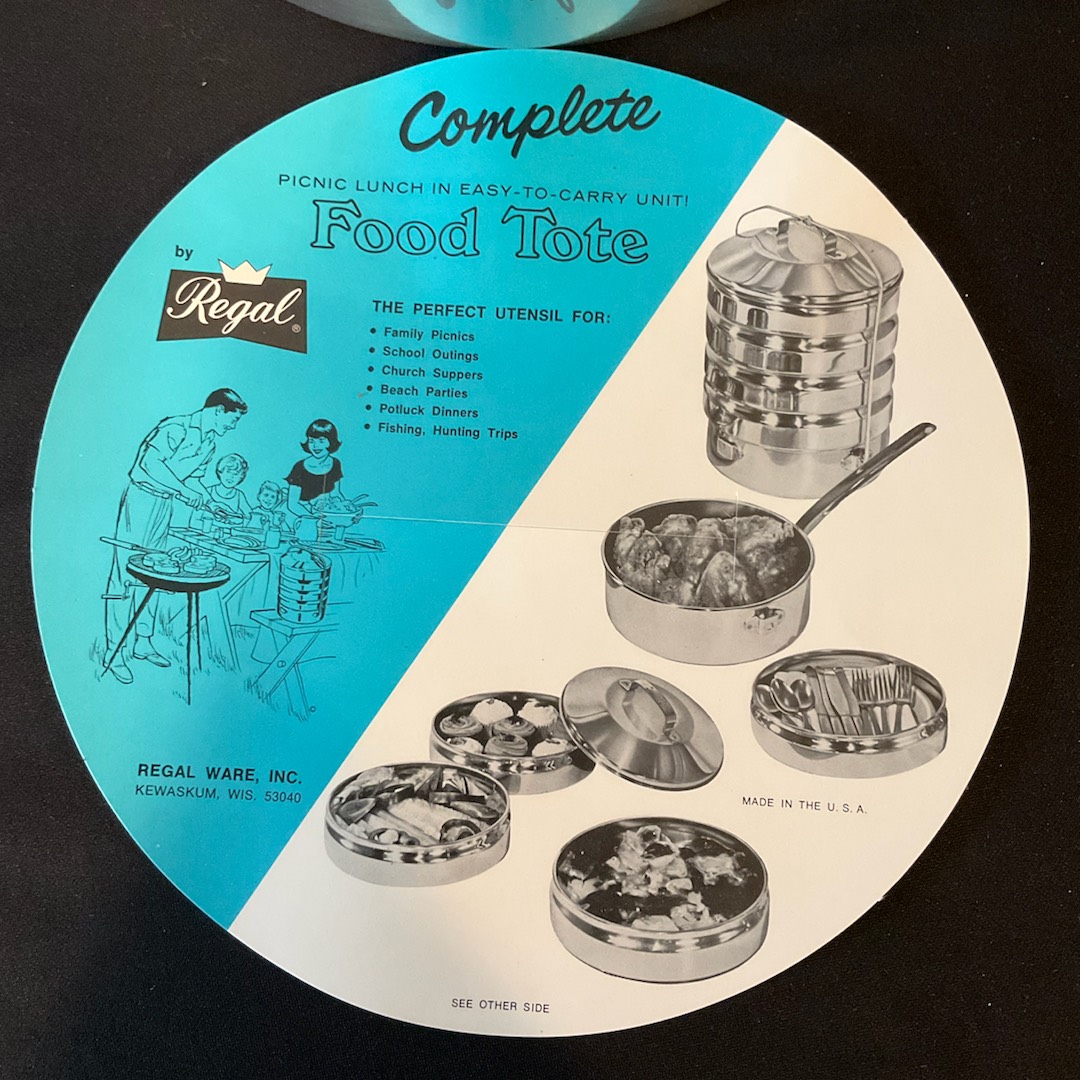 Complete
PICNIC LUNCH IN EASY-TO-CARRY UNIT!
Food Tote
by
Regal®
THE PERFECT UTENSIL FOR:
• Family Picnics
• School Outings
• Church Suppers
• Beach Parties
• Potluck Dinners
• Fishing, Hunting Trips
REGAL WARE, INC.
KEWASKUM, WIS. 53040
MADE IN THE U. S. A.
SEE OTHER SIDE